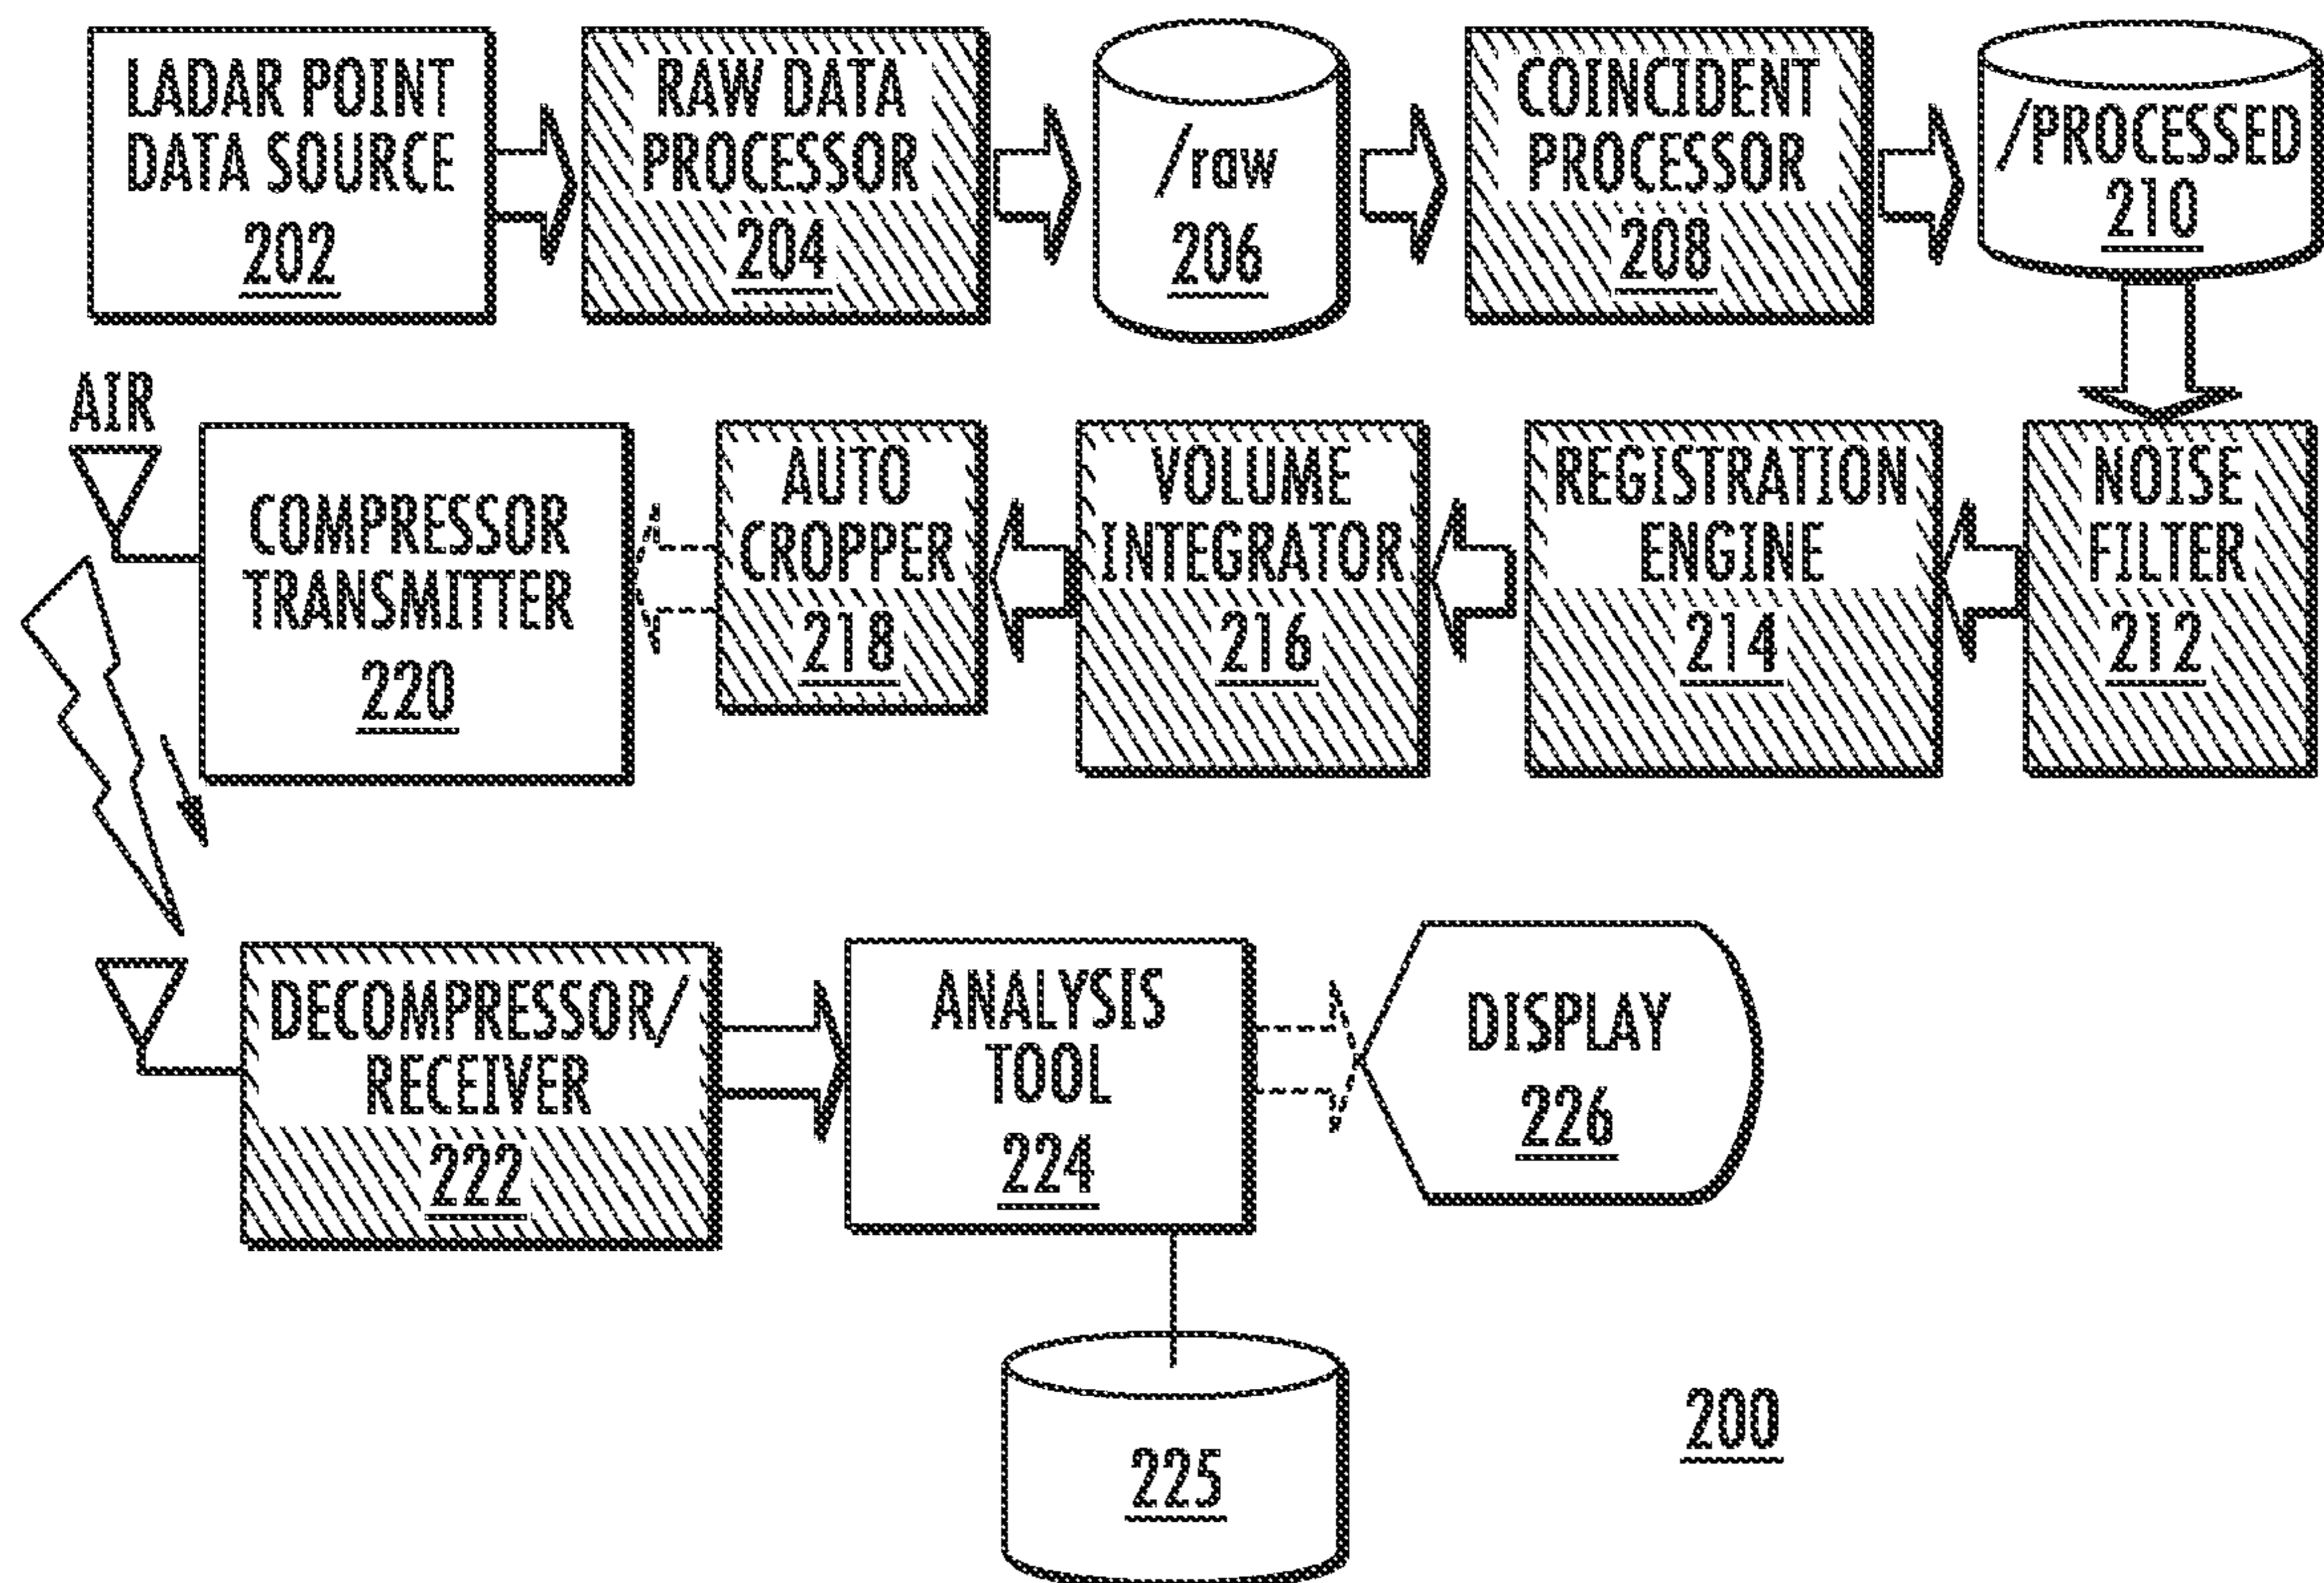 LADAR POINT
DATA SOURCE
202
RAW DATA
PROCESSOR
204
/raw
206
COINCIDENT
PROCESSOR
208
/PROCESSED
210
AIR
COMPRESSOR
TRANSMITTER
220
AUTO
CROPPER
218
VOLUME
INTEGRATOR
216
REGISTRATION
ENGINE
214
NOISE
FILTER
212
DECOMPRESSOR/
RECEIVER
222
ANALYSIS
TOOL
224
DISPLAY
226
225
200